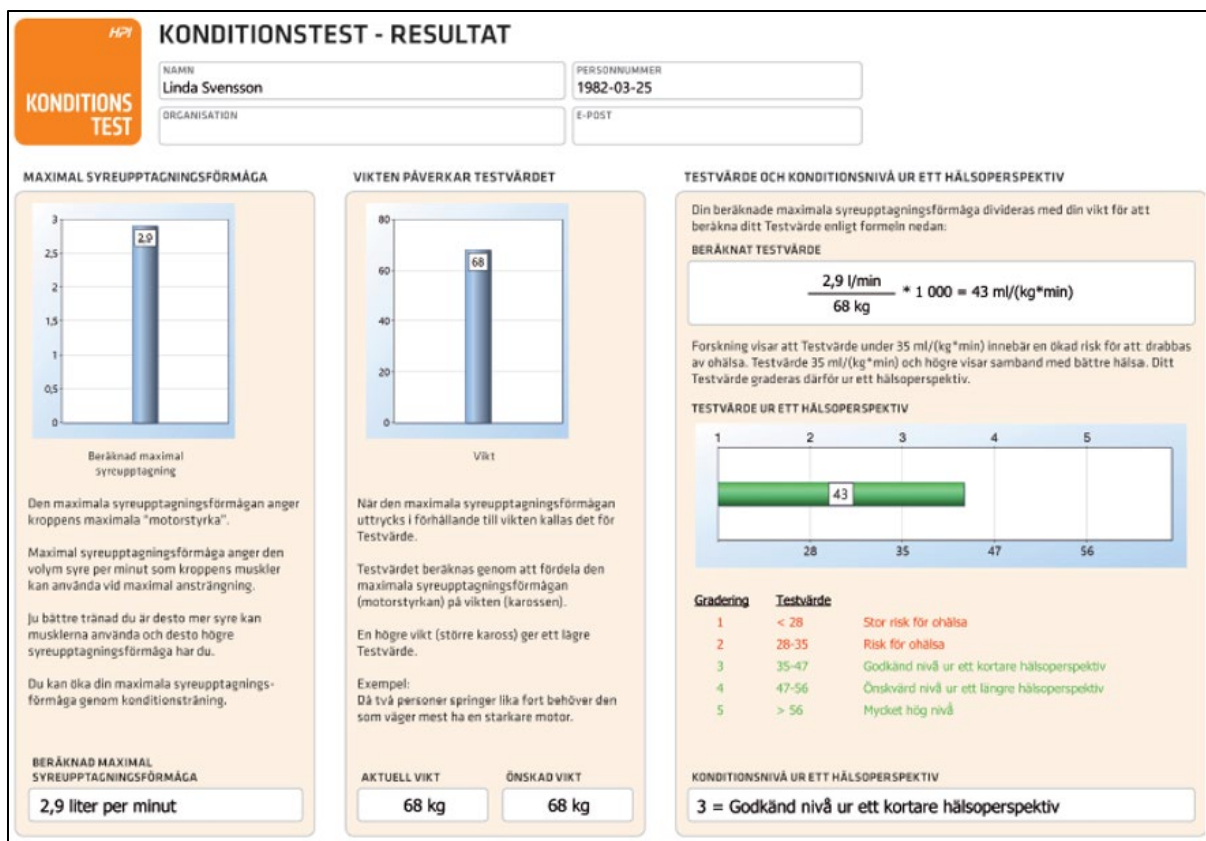 HPI
KONDITIONS
TEST
KONDITIONSTEST - RESULTAT
NAMN
Linda Svensson
PERSONNUMMER
1982-03-25
ORGANISATION
E-POST
MAXIMAL SYREUPPTAGNINGSFÖRMÅGA
3
2,5
2
1,5
1
0,5
0
2,9
Beräknad maximal
syreupptagning
Den maximala syreupptagningsförmågan anger
kroppens maximala "motorstyrka".
Maximal syreupptagningsförmåga anger den
volym syre per minut som kroppens muskler
kan använda vid maximal ansträngning.
Ju bättre tränad du är desto mer syre kan
musklerna använda och desto högre
syreupptagningsförmåga har du.
Du kan öka din maximala syreupptagnings-
förmåga genom konditionsträning.
BERÄKNAD MAXIMAL
SYREUPPTAGNINGSFÖRMÅGA
2,9 liter per minut
VIKTEN PÅVERKAR TESTVÄRDET
80
60
40
20
0
68
Vikt
När den maximala syreupptagningsförmågan
uttrycks i förhållande till vikten kallas det för
Testvärde.
Testvärdet beräknas genom att fördela den
maximala syreupptagningsförmågan
(motorstyrkan) på vikten (karossen).
En högre vikt (större kaross) ger ett lägre
Testvärde.
Exempel:
Då två personer springer lika fort behöver den
som väger mest ha en starkare motor.
AKTUELL VIKT
68 kg
ÖNSKAD VIKT
68 kg
TESTVÄRDE OCH KONDITIONSNIVÅ UR ETT HÄLSOPERSPEKTIV
Din beräknade maximala syreupptagningsförmåga divideras med din vikt för att
beräkna ditt Testvärde enligt formeln nedan:
BERÄKNAT TESTVÄRDE
2,9 l/min
68 kg
* 1 000 = 43 ml/(kg*min)
Forskning visar att Testvärde under 35 ml/(kg*min) innebär en ökad risk för att drabbas
av ohälsa. Testvärde 35 ml/(kg*min) och högre visar samband med bättre hälsa. Ditt
Testvärde graderas därför ur ett hälsoperspektiv.
TESTVÄRDE UR ETT HÄLSOPERSPEKTIV
1 2 3 4 5
43
28 35 47 56
Gradering Testvärde
1 < 28 Stor risk för ohälsa
2 28-35 Risk för ohälsa
3 35-47 Godkänd nivå ur ett kortare hälsoperspektiv
4 47-56 Önskvärd nivå ur ett längre hälsoperspektiv
5 > 56 Mycket hög nivå
KONDITIONSNIVÅ UR ETT HÄLSOPERSPEKTIV
3 = Godkänd nivå ur ett kortare hälsoperspektiv